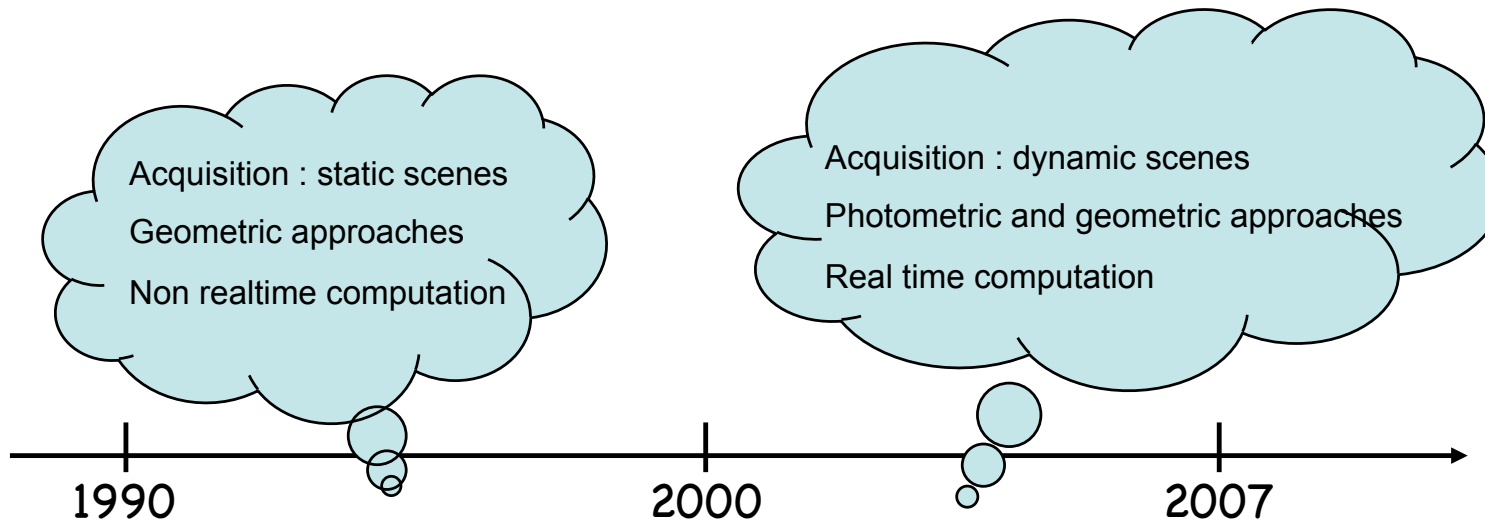 Acquisition : static scenes
Geometric approaches
Non realtime computation
Acquisition : dynamic scenes
Photometric and geometric approaches
Real time computation
1990
2000
2007